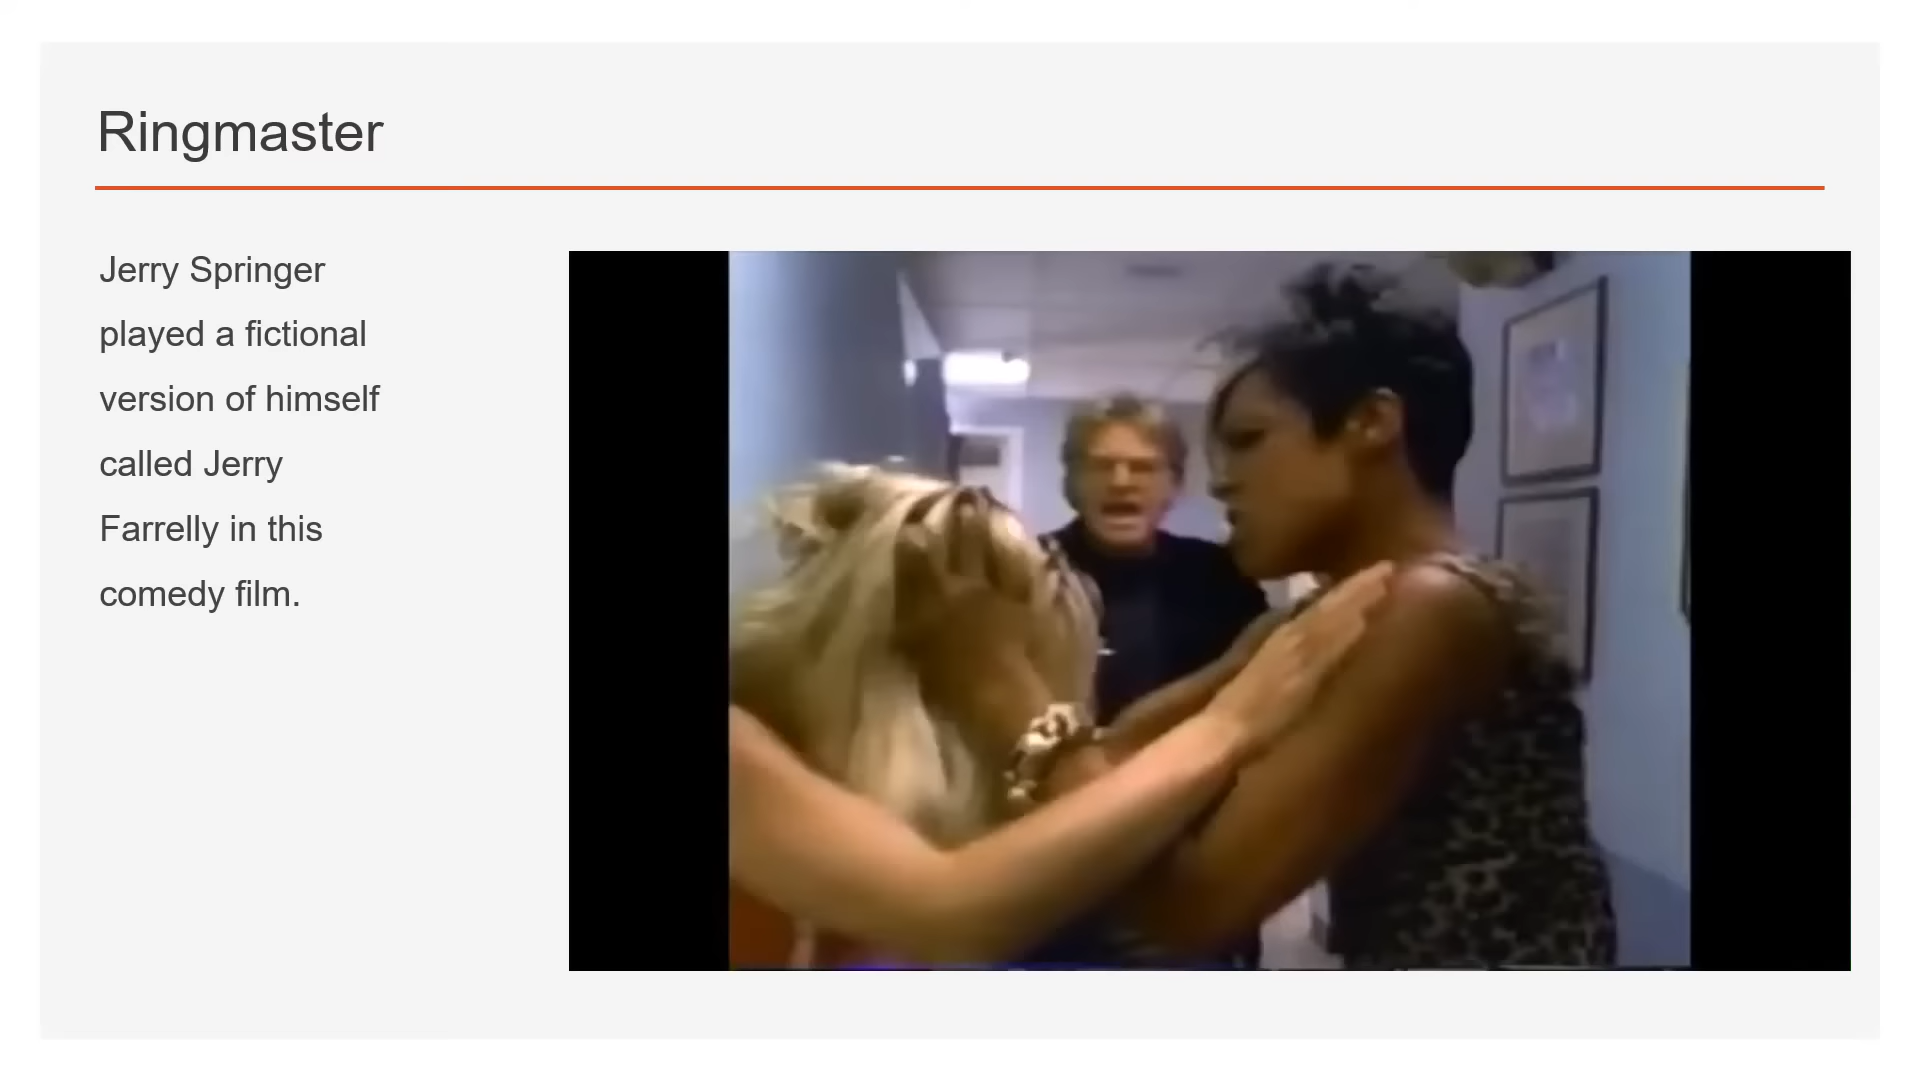 Ringmaster
Jerry Springer
played a fictional
version of himself
called Jerry
Farrelly in this
comedy film.